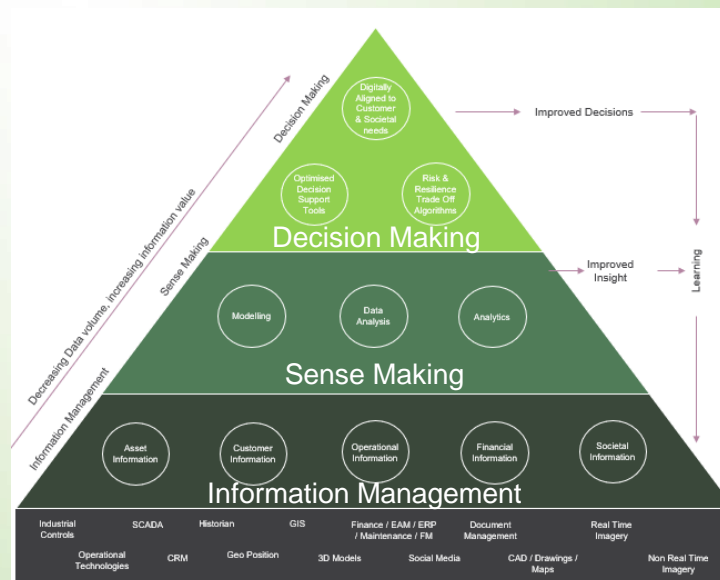 Digitally
Aligned to
Customer
& Societal
needs
Optimised
Decision
Support
Tools
Risk &
Resilience
Trade Off
Algorithms
Decision Making
Decision Making
Sense Making
Information Management
Decreasing Data volume, increasing information value
Improved Decisions
Improved
Insight
Learning
Modelling
Data
Analysis
Analytics
Sense Making
Asset
Information
Customer
Information
Operational
Information
Financial
Information
Societal
Information
Information Management
Industrial
Controls
SCADA
Historian
GIS
Finance / EAM / ERP
/ Maintenance / FM
Document
Management
Real Time
Imagery
Operational
Technologies
CRM
Geo Position
3D Models
Social Media
CAD / Drawings /
Maps
Non Real Time
Imagery